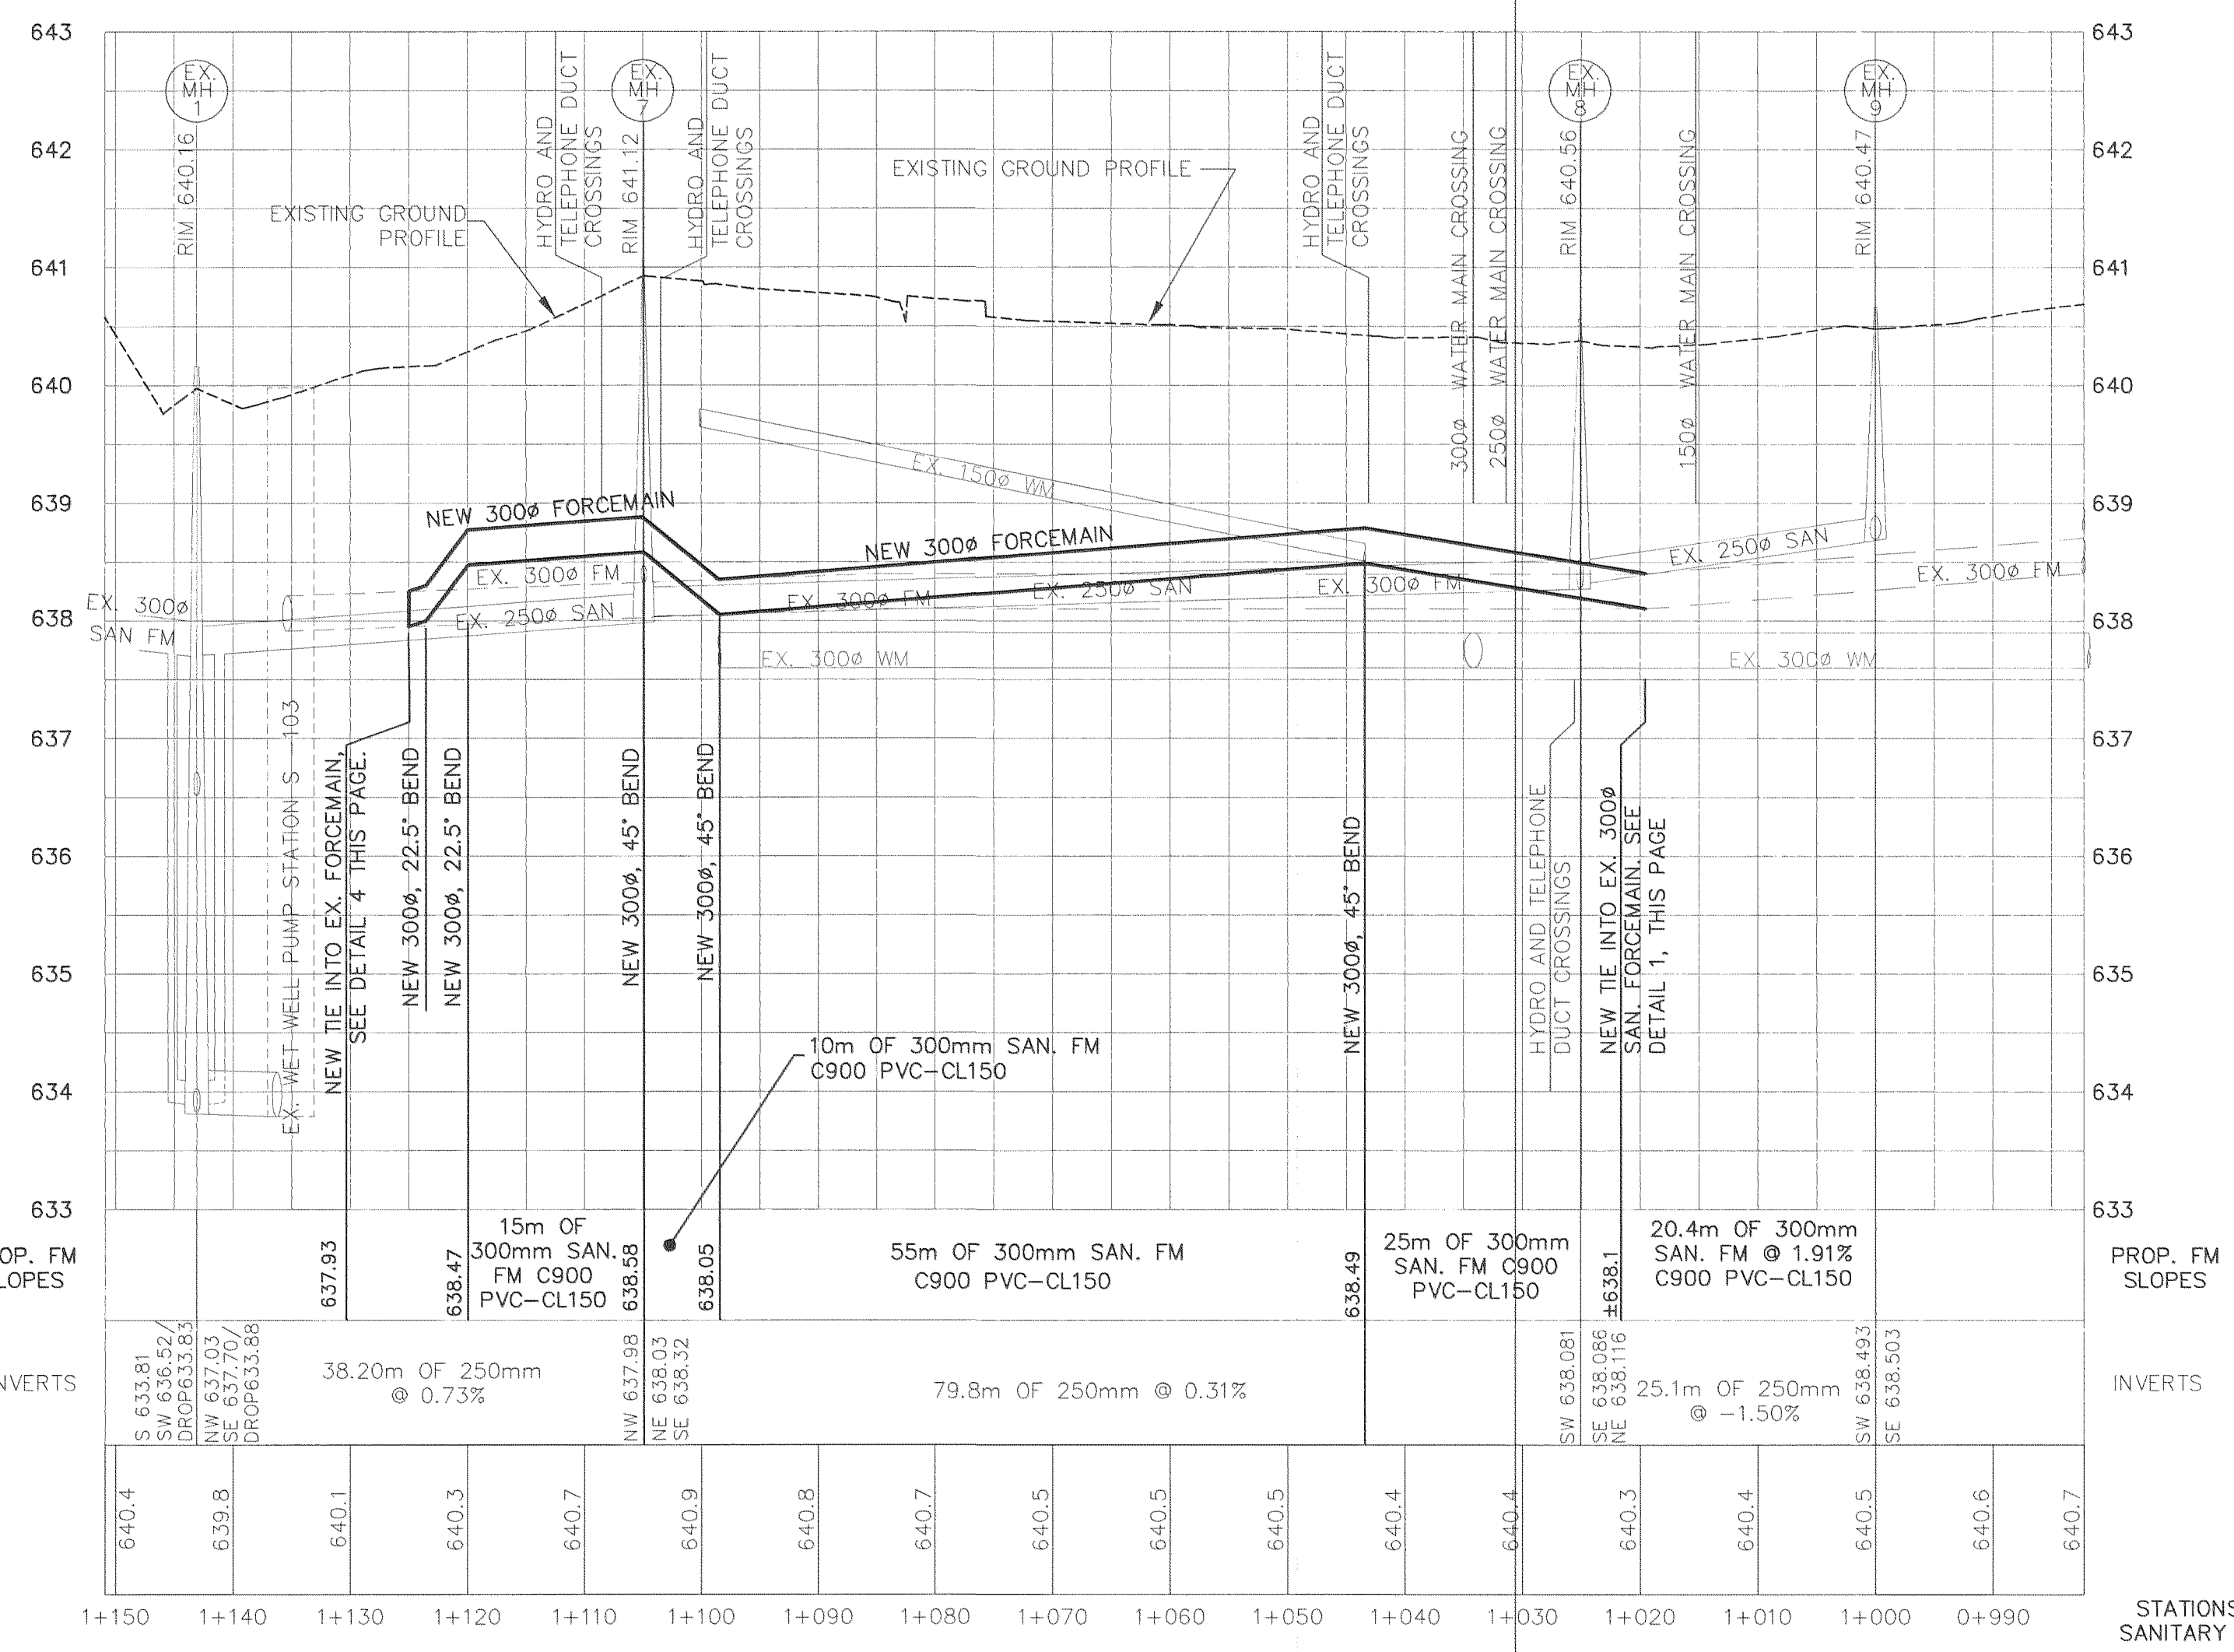 643
642
641
640
639
638
637
636
635
634
633
643
642
641
640
639
638
637
636
635
634
633
EX.
MH
1
RIM 640.16
EX.
MH
7
RIM 641.12
EX.
MH
8
RIM 640.56
EX.
MH
9
RIM 640.47
HYDRO AND
TELEPHONE DUCT
CROSSINGS
HYDRO AND
TELEPHONE DUCT
CROSSINGS
HYDRO AND
TELEPHONE DUCT
CROSSINGS
300ø WATER MAIN CROSSING
250ø WATER MAIN CROSSING
150ø WATER MAIN CROSSING
EXISTING GROUND
PROFILE
EXISTING GROUND PROFILE
NEW 300ø FORCEMAIN
NEW 300ø FORCEMAIN
EX. 150ø WM
EX. 300ø FM
EX. 250ø SAN
EX. 300ø FM
EX. 250ø SAN
EX. 300ø FM
EX. 250ø SAN
EX. 300ø FM
EX. 300ø
SAN FM
EX. 300ø WM
EX. 300ø WM
EX. WET WELL PUMP STATION S-103
NEW TIE INTO EX. FORCEMAIN,
SEE DETAIL 4 THIS PAGE.
NEW 300ø, 22.5° BEND
NEW 300ø, 22.5° BEND
NEW 300ø, 45° BEND
NEW 300ø, 45° BEND
NEW 300ø, 45° BEND
HYDRO AND TELEPHONE
DUCT CROSSINGS
NEW TIE INTO EX. 300ø
SAN. FORCEMAIN. SEE
DETAIL 1, THIS PAGE
10m OF 300mm SAN. FM
C900 PVC-CL150
OP. FM
LOPES
637.93
638.47
15m OF
300mm SAN.
FM C900
PVC-CL150
638.58
638.05
55m OF 300mm SAN. FM
C900 PVC-CL150
638.49
25m OF 300mm
SAN. FM C900
PVC-CL150
±638.1
20.4m OF 300mm
SAN. FM @ 1.91%
C900 PVC-CL150
PROP. FM
SLOPES
NVERTS
S 633.81
SW 636.52/
DROP633.83
NW 637.03
SE 637.70/
DROP633.88
38.20m OF 250mm
@ 0.73%
NW 637.98
NE 638.03
SE 638.32
79.8m OF 250mm @ 0.31%
SW 638.081
SE 638.086
NE 638.116
25.1m OF 250mm
@ -1.50%
SW 638.493
SE 638.503
INVERTS
640.4
639.8
640.1
640.3
640.7
640.9
640.8
640.7
640.5
640.5
640.5
640.4
640.4
640.3
640.4
640.5
640.6
640.7
1+150
1+140
1+130
1+120
1+110
1+100
1+090
1+080
1+070
1+060
1+050
1+040
1+030
1+020
1+010
1+000
0+990
STATIONS
SANITARY